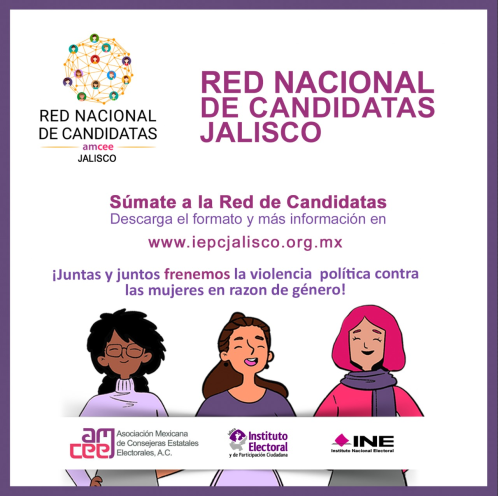 RED NACIONAL
DE CANDIDATAS
amcee
JALISCO
RED NACIONAL
DE CANDIDATAS
JALISCO
Súmate a la Red de Candidatas
Descarga el formato y más información en
www.iepcjalisco.org.mx
¡Juntas y juntos frenemos la violencia política contra
las mujeres en razon de género!
amcee
Asociación Mexicana
de Consejeras Estatales
Electorales, A.C.
Instituto
Electoral
y de Participación Ciudadana
INE
Instituto Nacional Electoral